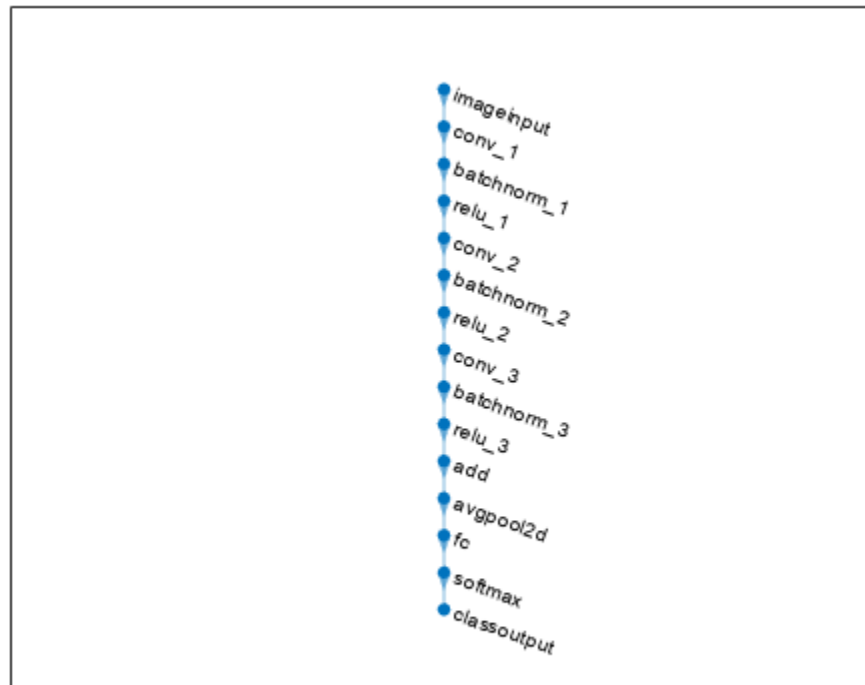 imageinput
conv_1
batchnorm_1
relu_1
conv_2
batchnorm_2
relu_2
conv_3
batchnorm_3
relu_3
add
avgpool2d
fc
softmax
classoutput